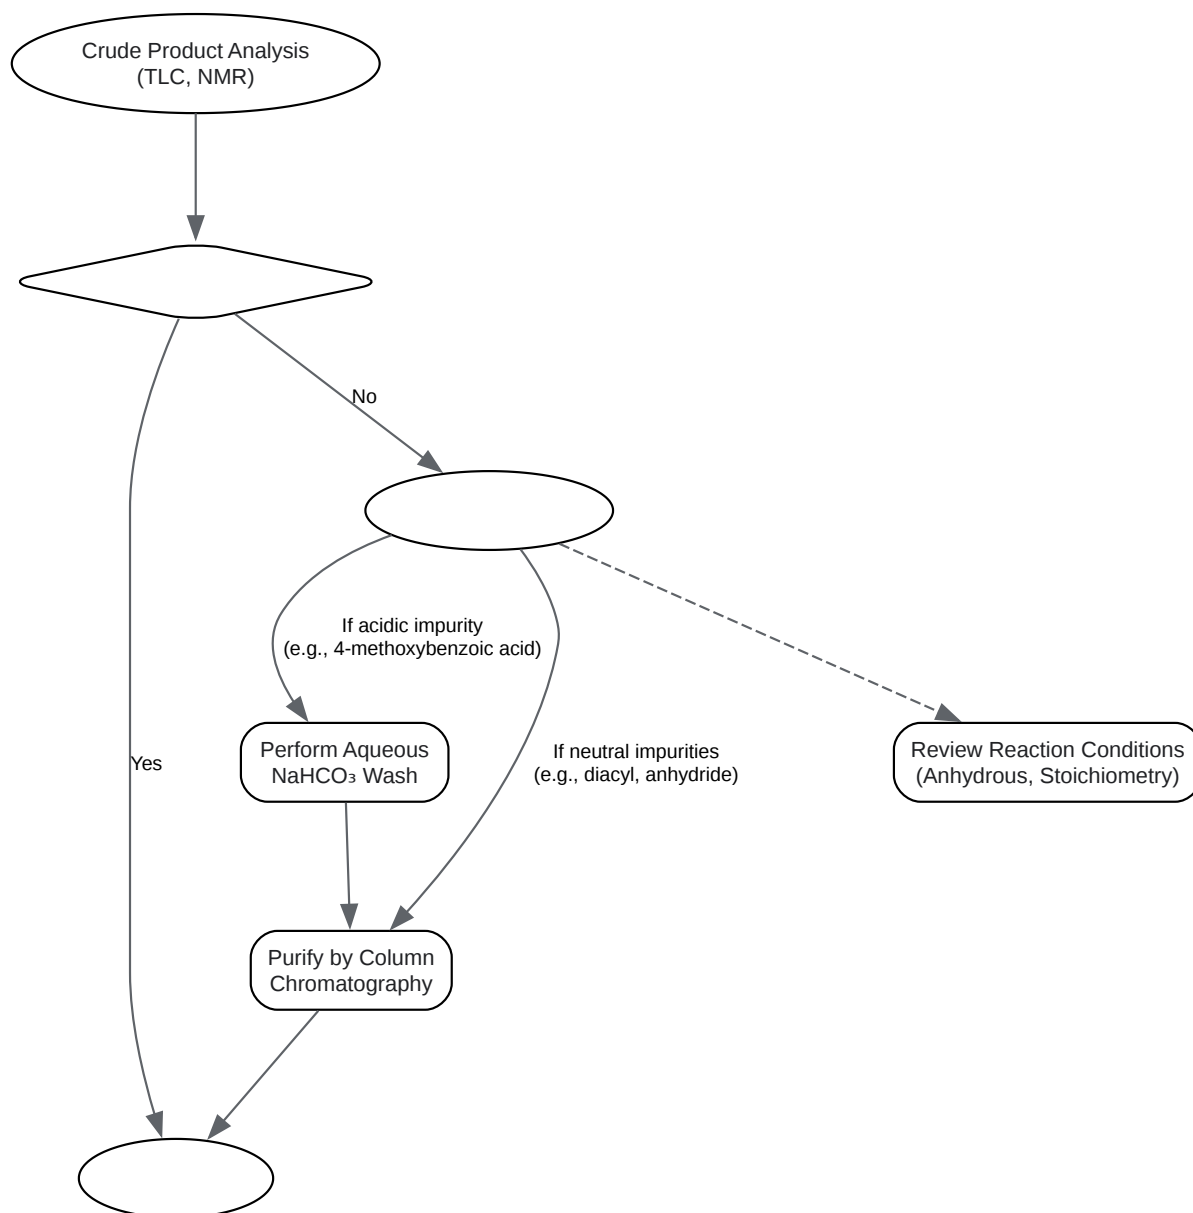 Crude Product Analysis
(TLC, NMR)
No
If acidic impurity
(e.g., 4-methoxybenzoic acid)
Yes
Perform Aqueous
NaHCO₃ Wash
If neutral impurities
(e.g., diacyl, anhydride)
Review Reaction Conditions
(Anhydrous, Stoichiometry)
Purify by Column
Chromatography